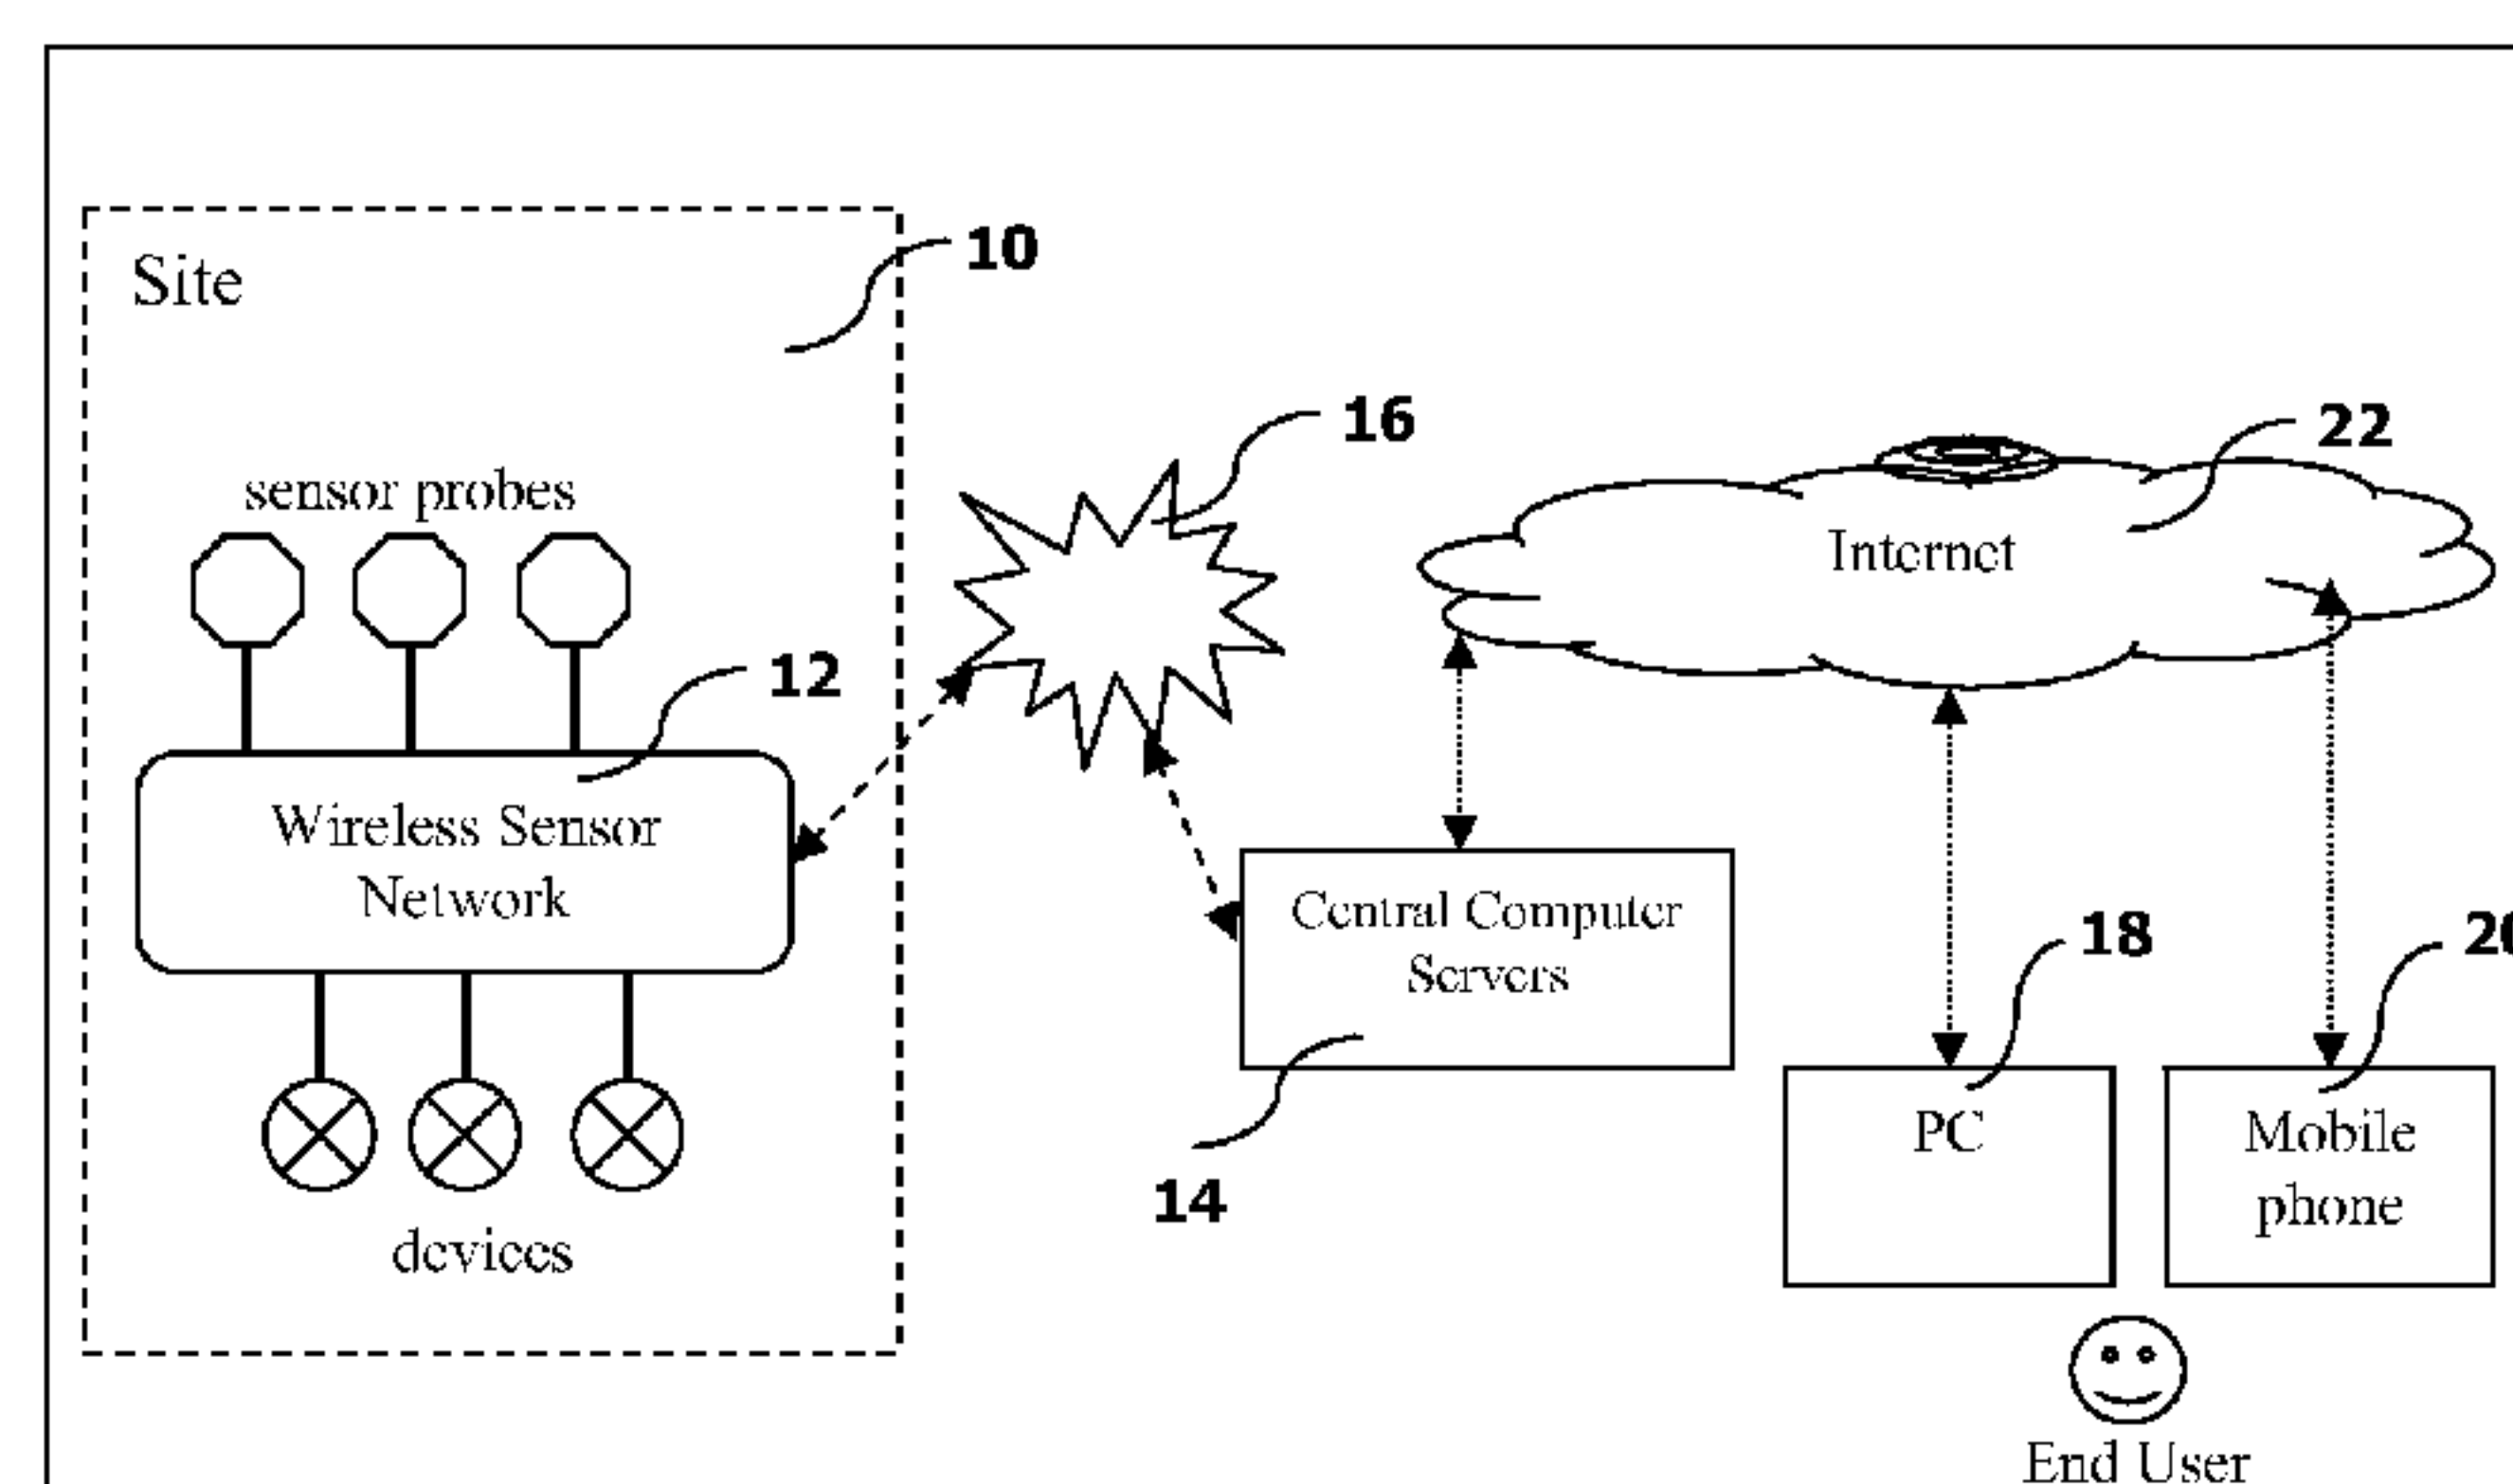 Site
10
16
22
sensor probes
Internet
12
Wireless Sensor
Network
Central Computer
Servers
18
14
PC
Mobile
phone
devices
End User